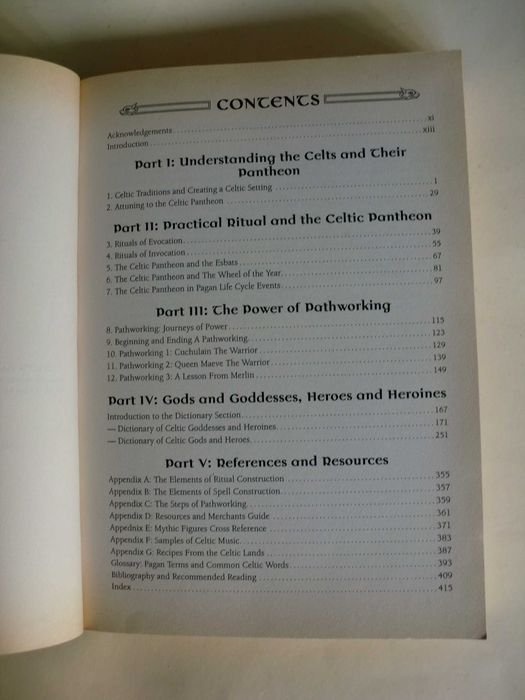 CONTENTS
Acknowledgements xi
Introduction xiii
Part I: Understanding the Celts and Their
Pantheon
1. Celtic Traditions and Creating a Celtic Setting 1
2. Attuning to the Celtic Pantheon 29
Part II: Practical Ritual and the Celtic Pantheon
3. Rituals of Evocation 39
4. Rituals of Invocation 55
5. The Celtic Pantheon and the Esbats 67
6. The Celtic Pantheon and The Wheel of the Year 81
7. The Celtic Pantheon in Pagan Life Cycle Events 97
Part III: The Power of Pathworking
8. Pathworking: Journeys of Power 115
9. Beginning and Ending A Pathworking 123
10. Pathworking 1: Cuchulain The Warrior 129
11. Pathworking 2: Queen Maeve The Warrior 139
12. Pathworking 3: A Lesson From Merlin 149
Part IV: Gods and Goddesses, Heroes and Heroines
Introduction to the Dictionary Section 167
— Dictionary of Celtic Goddesses and Heroines 171
— Dictionary of Celtic Gods and Heroes 251
Part V: References and Resources
Appendix A: The Elements of Ritual Construction 355
Appendix B: The Elements of Spell Construction 357
Appendix C: The Steps of Pathworking 359
Appendix D: Resources and Merchants Guide 361
Appednix E: Mythic Figures Cross Reference 371
Appendix F: Samples of Celtic Music 383
Appendix G: Recipes From the Celtic Lands 387
Glossary: Pagan Terms and Common Celtic Words 393
Bibliography and Recommended Reading 409
Index 415